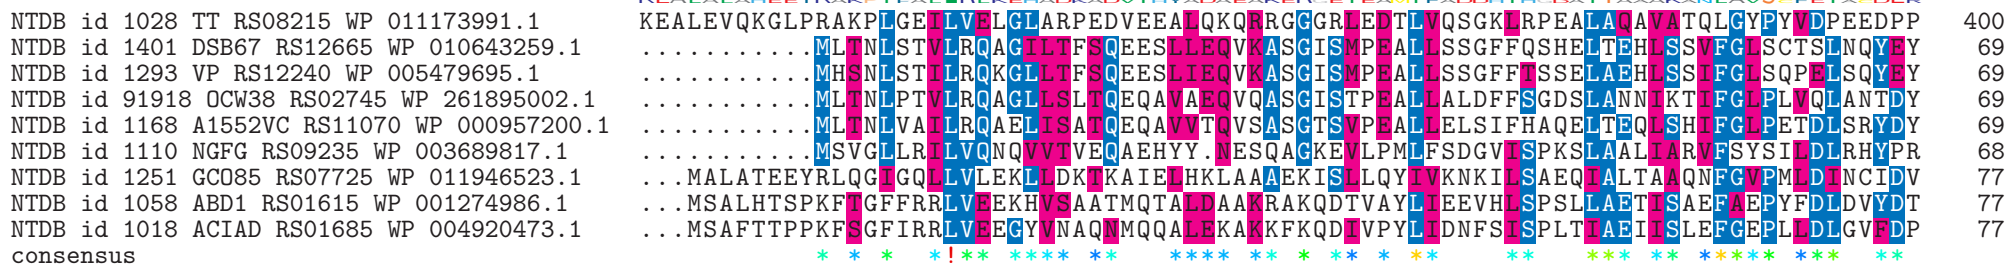 NTDB id 1028 TT RS08215 WP 011173991.1 KEALEVQKGLPRAKPLGEILVELGLARPEDVEEALQKQRRGGGRLEDTLVQSGKLRPEALAQAVATQLGYPYVDPEEDPP 400
NTDB id 1401 DSB67 RS12665 WP 010643259.1 ...........MLTNLSTVLRQAGILTFSQEESLLEQVKASGISMPEALLSSGFFQSHELTEHLSSVFGLSCTSLNQYEY 69
NTDB id 1293 VP RS12240 WP 005479695.1 ...........MHSNLSTILRQKGLLTFSQEESLIEQVKASGISMPEALLSSGFFTSSELAEHLSSIFGLSQPELSQYEY 69
NTDB id 91918 OCW38 RS02745 WP 261895002.1 ...........MLTNLPTVLRQAGLLSLTQEQAVAEQVQASGISTPEALLALDFFSGDSLANNIKTIFGLPLVQLANTDY 69
NTDB id 1168 A1552VC RS11070 WP 000957200.1 ...........MLTNLVAILRQAELISATQEQAVVTQVSASGTSVPEALLELSIFHAQELTEQLSHIFGLPETDLSRYDY 69
NTDB id 1110 NGFG RS09235 WP 003689817.1 ...........MSVGLLRILVQNQVVTVEQAEHYY.NESQAGKEVLPMLFSDGVISPKSLAALIARVFSYSILDLRHYPR 68
NTDB id 1251 GCO85 RS07725 WP 011946523.1 ...MALATEEYRLQGIGQLLVLEKLLDKTKAIELHKLAAAEKISLLQYIVKNKILSAEQIALTAAQNFGVPMLDINCIDV 77
NTDB id 1058 ABD1 RS01615 WP 001274986.1 ...MSALHTSPKFTGFFRRLVEEKHVSAATMQTALDAAKRAKQDTVAYLIEEVHLSPSLLAETISAEFAEPYFDLDVYDT 77
NTDB id 1018 ACIAD RS01685 WP 004920473.1 ...MSAFTTPPKFSGFIRRLVEEGYVNAQNMQQALEKAKKFKQDIVPYLIDNFSISPLTIAEIISLEFGEPLLDLGVFDP 77
consensus * * * *!** **** ** **** ** * ** * ** ** *** ** ***** *** **